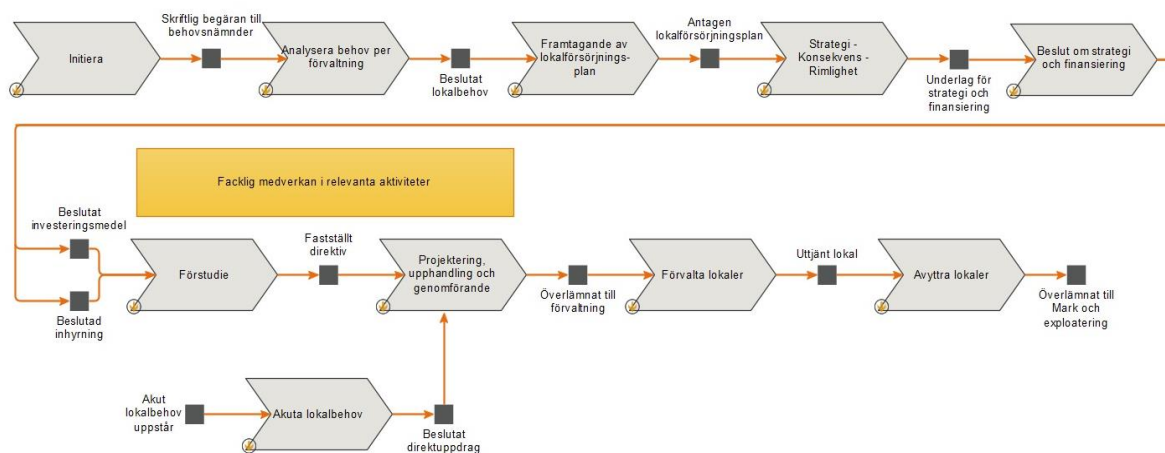 Initiera
Skriftlig begäran till
behovsnämnder
Analysera behov per
förvaltning
Beslutat
lokalbehov
Framtagande av
lokalförsörjnings-
plan
Antagen
lokalförsörjningsplan
Strategi -
Konsekvens -
Rimlighet
Underlag för
strategi och
finansiering
Beslut om strategi
och finansiering
Facklig medverkan i relevanta aktiviteter
Beslutat
investeringsmedel
Beslutad
inhyrning
Förstudie
Fastställt
direktiv
Projektering,
upphandling och
genomförande
Överlämnat till
förvaltning
Förvalta lokaler
Uttjänt lokal
Avyttra lokaler
Överlämnat till
Mark och
exploatering
Akut
lokalbehov
uppstår
Akuta lokalbehov
Beslutat
direktuppdrag